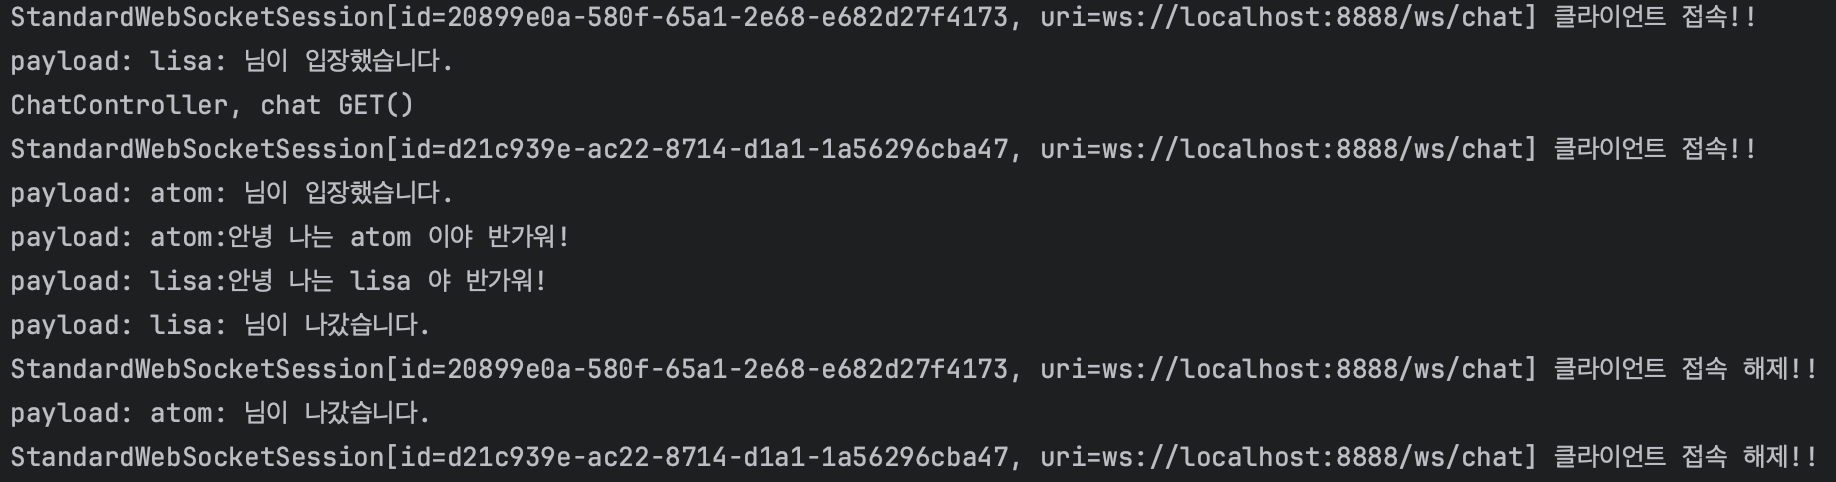 StandardWebSocketSession[id=20899e0a-580f-65a1-2e68-e682d27f4173, uri=ws://localhost:8888/ws/chat] 클라이언트 접속!!
payload: lisa: 님이 입장했습니다.
ChatController, chat GET()
StandardWebSocketSession[id=d21c939e-ac22-8714-d1a1-1a56296cba47, uri=ws://localhost:8888/ws/chat] 클라이언트 접속!!
payload: atom: 님이 입장했습니다.
payload: atom:안녕 나는 atom 이야 반가워!
payload: lisa:안녕 나는 lisa 야 반가워!
payload: lisa: 님이 나갔습니다.
StandardWebSocketSession[id=20899e0a-580f-65a1-2e68-e682d27f4173, uri=ws://localhost:8888/ws/chat] 클라이언트 접속 해제!!
payload: atom: 님이 나갔습니다.
StandardWebSocketSession[id=d21c939e-ac22-8714-d1a1-1a56296cba47, uri=ws://localhost:8888/ws/chat] 클라이언트 접속 해제!!